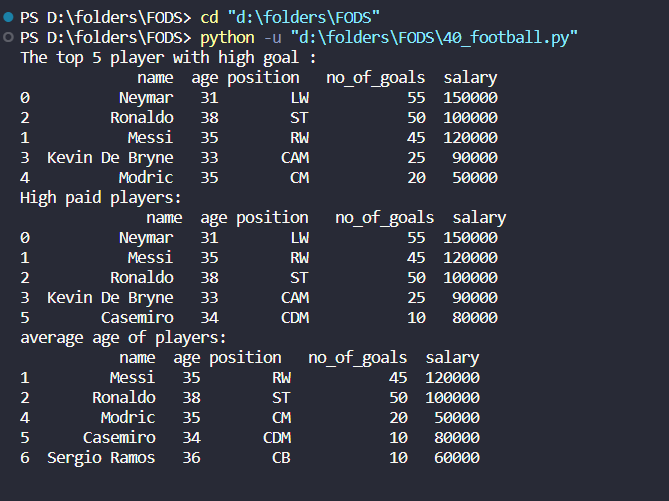 PS D:\folders\FODS> cd "d:\folders\FODS"
PS D:\folders\FODS> python -u "d:\folders\FODS\40_football.py"
The top 5 player with high goal :
             name  age position  no_of_goals  salary
0          Neymar   31       LW           55  150000
2         Ronaldo   38       ST           50  100000
1           Messi   35       RW           45  120000
3  Kevin De Bryne   33      CAM           25   90000
4          Modric   35       CM           20   50000
High paid players:
              name  age position   no_of_goals  salary
0          Neymar   31       LW           55  150000
1           Messi   35       RW           45  120000
2         Ronaldo   38       ST           50  100000
3  Kevin De Bryne   33      CAM           25   90000
5        Casemiro   34      CDM           10   80000
average age of players:
           name  age position   no_of_goals  salary
1         Messi   35        RW           45  120000
2       Ronaldo   38        ST           50  100000
4        Modric   35        CM           20   50000
5      Casemiro   34       CDM           10   80000
6  Sergio Ramos   36        CB           10   60000